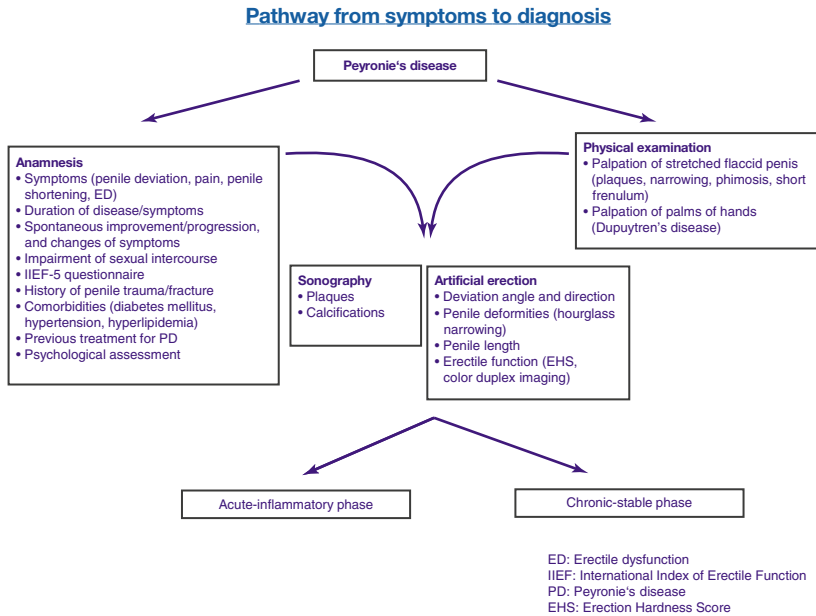 Pathway from symptoms to diagnosis
Peyronie‘s disease
Anamnesis
• Symptoms (penile deviation, pain, penile
shortening, ED)
• Duration of disease/symptoms
• Spontaneous improvement/progression,
and changes of symptoms
• Impairment of sexual intercourse
• IIEF-5 questionnaire
• History of penile trauma/fracture
• Comorbidities (diabetes mellitus,
hypertension, hyperlipidemia)
• Previous treatment for PD
• Psychological assessment
Physical examination
• Palpation of stretched flaccid penis
(plaques, narrowing, phimosis, short
frenulum)
• Palpation of palms of hands
(Dupuytren‘s disease)
Sonography
• Plaques
• Calcifications
Artificial erection
• Deviation angle and direction
• Penile deformities (hourglass
narrowing)
• Penile length
• Erectile function (EHS,
color duplex imaging)
Acute-inflammatory phase
Chronic-stable phase
ED: Erectile dysfunction
IIEF: International Index of Erectile Function
PD: Peyronie‘s disease
EHS: Erection Hardness Score